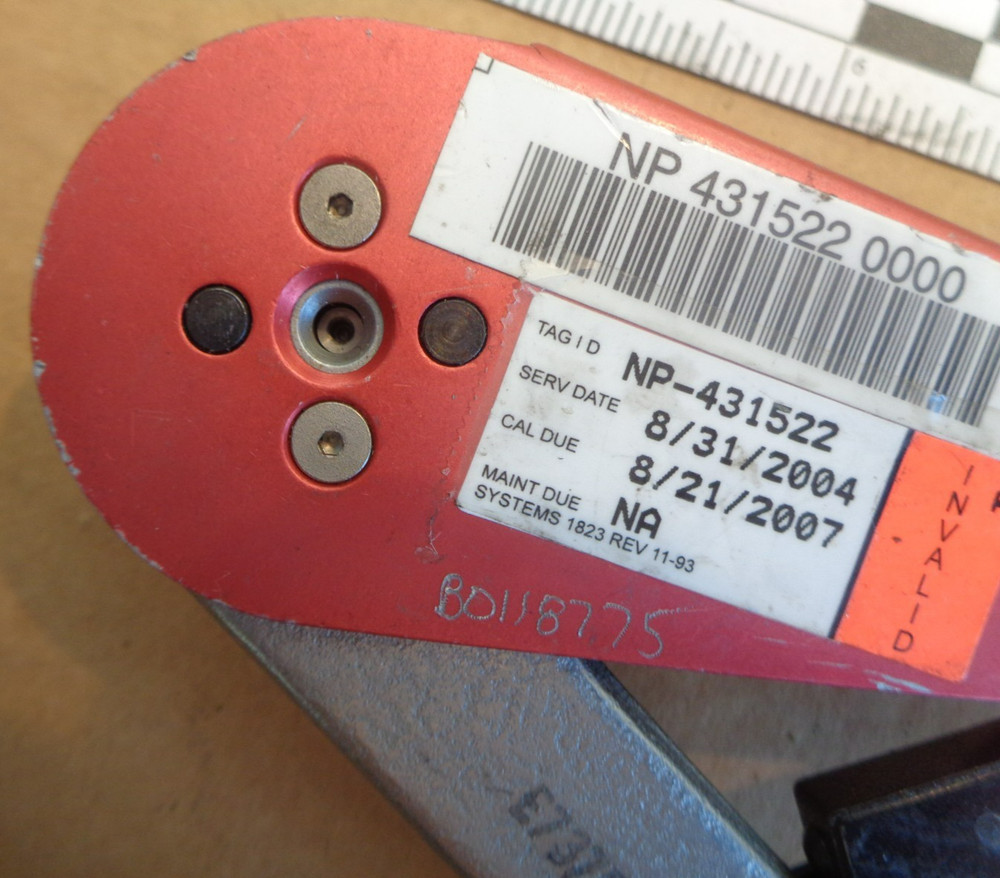 6
NP 431522 0000
TAG I D NP-431522
SERV DATE 8/31/2004
CAL DUE 8/21/2007
MAINT DUE NA
SYSTEMS 1823 REV 11-93
INVALID
B0118775